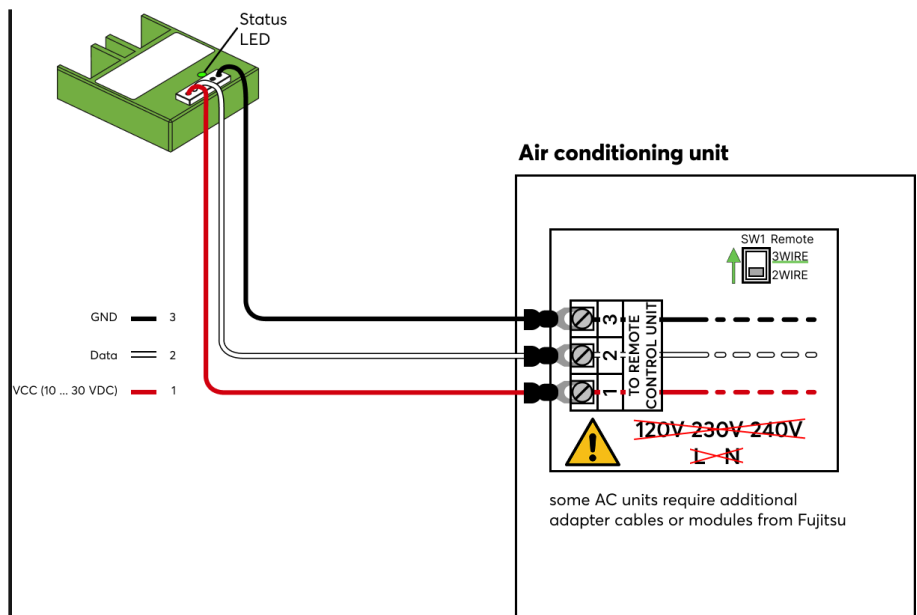 Status
LED
Air conditioning unit
SW1 Remote
3WIRE
2WIRE
GND 3
Data 2
VCC (10 ... 30 VDC) 1
3
2
1
TO REMOTE
CONTROL UNIT
120V 230V 240V
L N
some AC units require additional
adapter cables or modules from Fujitsu